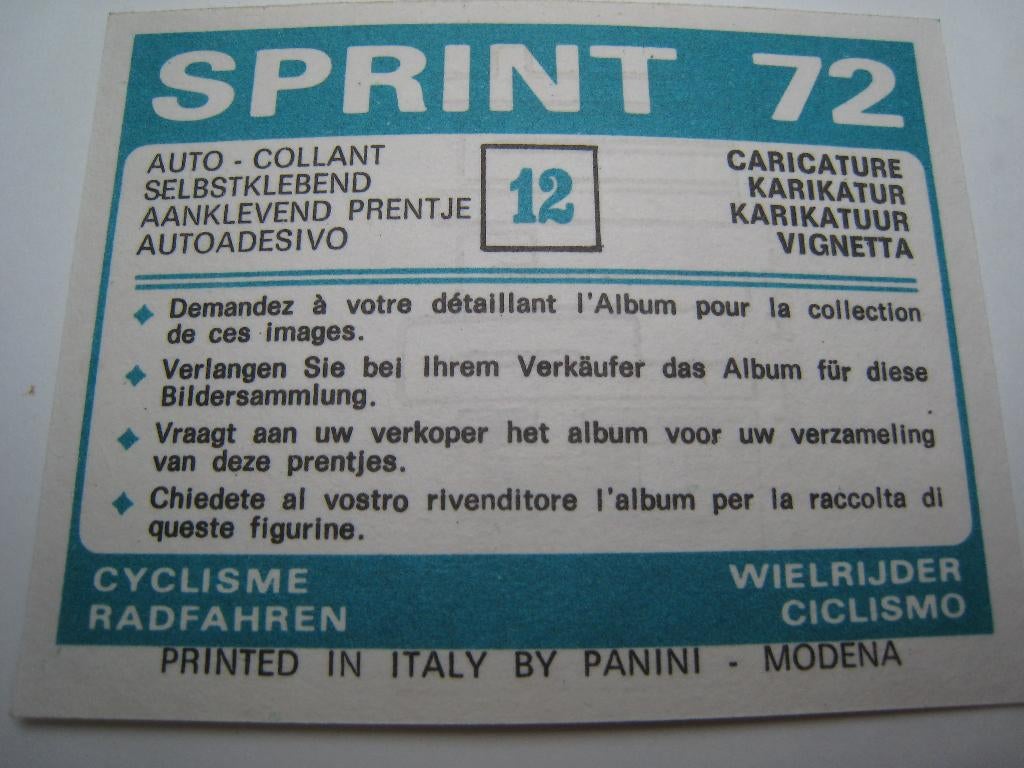 SPRINT 72
AUTO - COLLANT
SELBSTKLEBEND
AANKLEVEND PRENTJE
AUTOADESIVO
12
CARICATURE
KARIKATUR
KARIKATUUR
VIGNETTA
Demandez à votre détaillant l'Album pour la collection
de ces images.
Verlangen Sie bei Ihrem Verkäufer das Album für diese
Bildersammlung.
Vraagt aan uw verkoper het album voor uw verzameling
van deze prentjes.
Chiedete al vostro rivenditore l'album per la raccolta di
queste figurine.
CYCLISME
RADFAHREN
WIELRIJDER
CICLISMO
PRINTED IN ITALY BY PANINI - MODENA